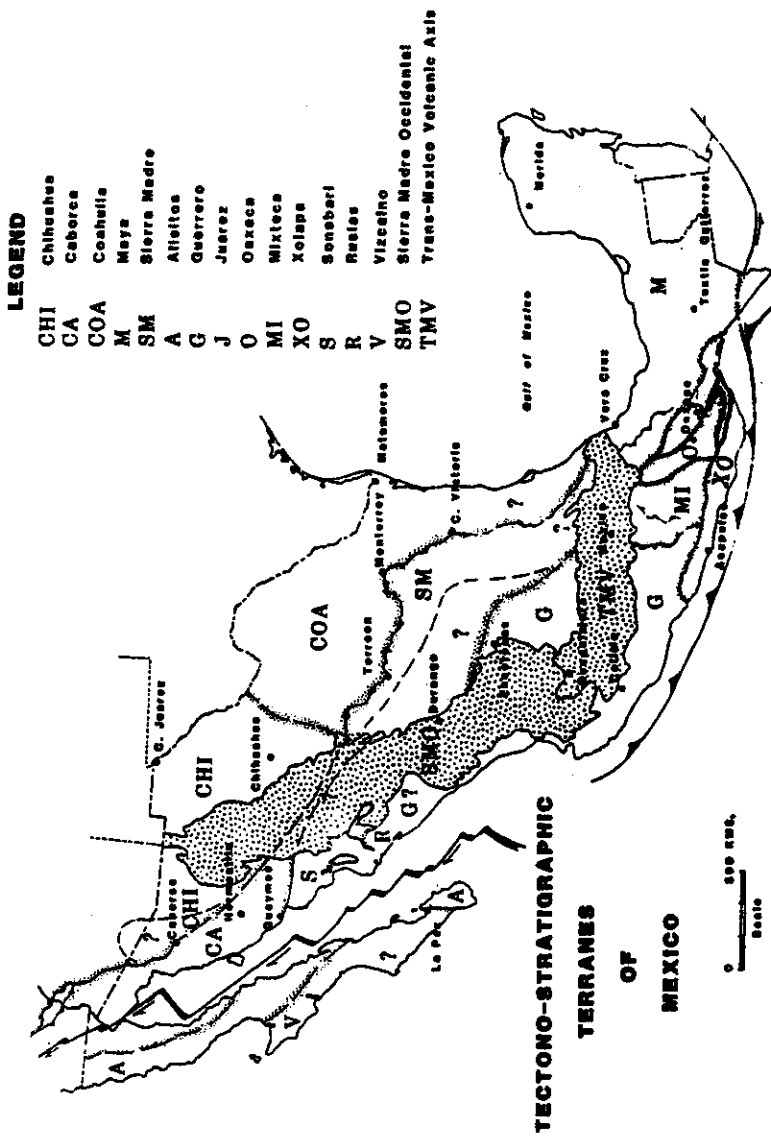 LEGEND
CHI Chihuahua
CA Caborca
COA Coahuila
M Maya
SM Sierra Madre
A Alisitos
G Guerrero
J Juarez
O Oaxaca
MI Mixteca
XO Xolapa
S Sonobari
R
V Vizcaino
SMO Sierra Madre Occidental
TMV Trans-Mexico Volcanic Axis
C. Juarez
CHI
Chihuahua
Caborca
?
CHI
CA
Hermosillo
Guaymas
A
V
?
La Paz
A
S
R
G?
SMO
Durango
COA
Torreon
Monterrey
Matamoros
SM
C. Victoria
?
?
G
TMV
Mexico
Colima
Vera Cruz
Gulf of Mexico
Merida
M
Tuxtla Gutierrez
G
MI
O
Oaxaca
XO
Acapulco
TECTONO-STRATIGRAPHIC
TERRANES
OF
MEXICO
0 KMS.
Scale